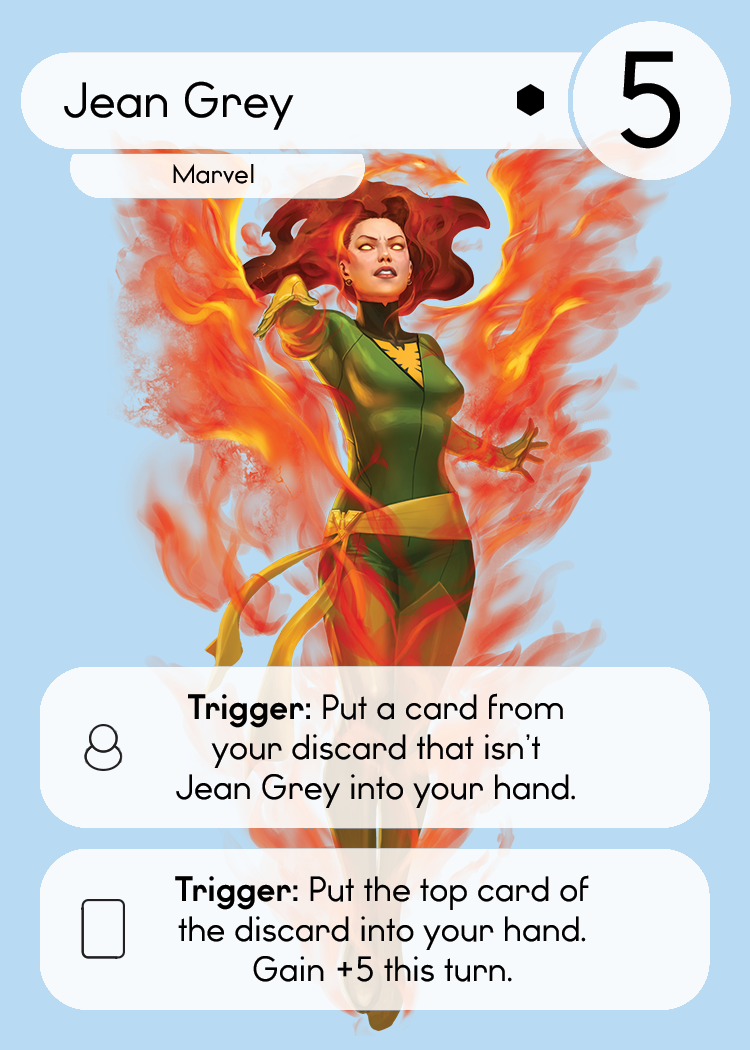 Jean Grey
5
Marvel
Trigger: Put a card from
your discard that isn't
Jean Grey into your hand.
Trigger: Put the top card of
the discard into your hand.
Gain +5 this turn.